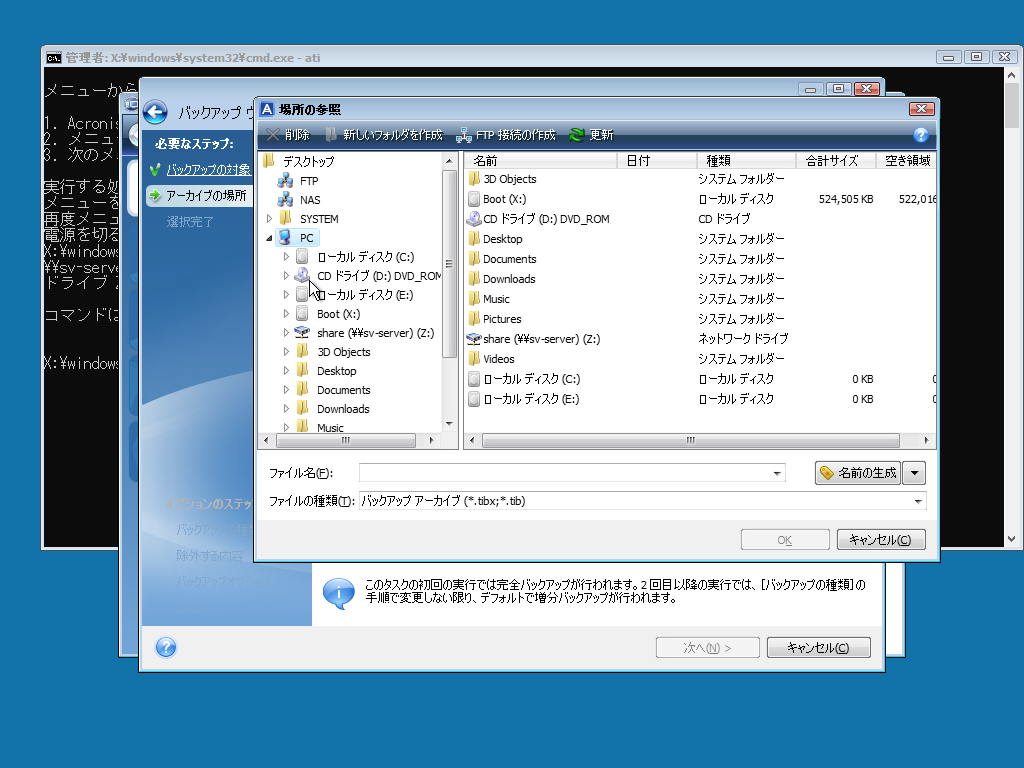 管理者: X:¥windows¥system32¥cmd.exe - ati
メニューから
1. Acronis
2. メニュー
3. 次のメ
実行する処
メニューを
再度メニュ
電源を切る
X:¥windows
¥¥sv-serve
ドライブ Z
コマンドは
X:¥windows
バックアップ ウ
必要なステップ:
バックアップの対象
アーカイブの場所
選択完了
オプションのステッ
バックアップ
除外する内容
場所の参照
削除 新しいフォルダを作成 FTP 接続の作成 更新
デスクトップ
FTP
NAS
SYSTEM
PC
ローカル ディスク (C:)
CD ドライブ (D:) DVD_ROM
ローカル ディスク (E:)
Boot (X:)
share (¥¥sv-server) (Z:)
3D Objects
Desktop
Documents
Downloads
Music
名前 日付 種類 合計サイズ 空き領域
3D Objects システム フォルダー
Boot (X:) ローカル ディスク 524,505 KB 522,016
CD ドライブ (D:) DVD_ROM CD ドライブ
Desktop システム フォルダー
Documents システム フォルダー
Downloads システム フォルダー
Music システム フォルダー
Pictures システム フォルダー
share (¥¥sv-server) (Z:) ネットワーク ドライブ
Videos システム フォルダー
ローカル ディスク (C:) ローカル ディスク 0 KB 0
ローカル ディスク (E:) ローカル ディスク 0 KB 0
ファイル名(F): 名前の生成
ファイルの種類(T): バックアップ アーカイブ (*.tibx;*.tib)
OK キャンセル(C)
このタスクの初回の実行では完全バックアップが行われます。2 回目以降の実行では、[バックアップの種類] の
手順で変更しない限り、デフォルトで増分バックアップが行われます。
次へ(N) > キャンセル(C)